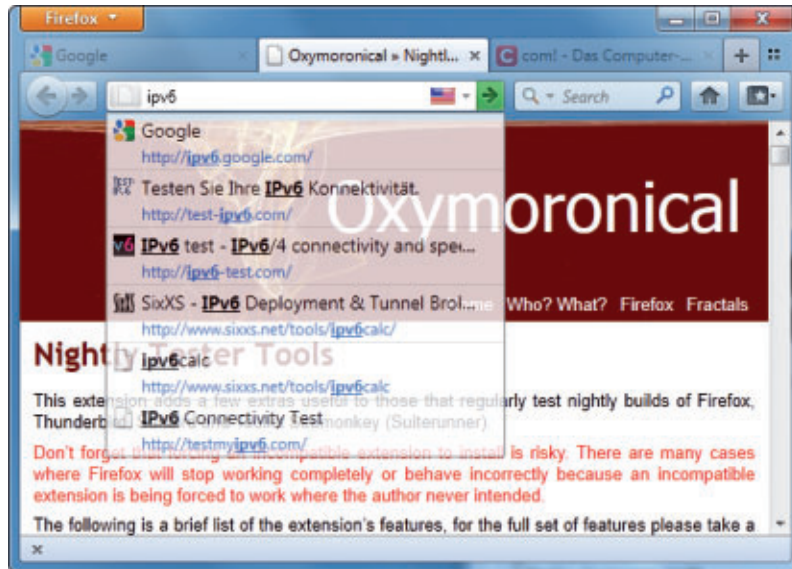 Firefox
Google
Oxymoronical » Nightl...
com! - Das Computer-...
ipv6
Search
Google
http://ipv6.google.com/
Testen Sie Ihre IPv6 Konnektivität.
http://test-ipv6.com/
Oxymoronical
IPv6 test - IPv6/4 connectivity and spe...
http://ipv6-test.com/
SixXS - IPv6 Deployment & Tunnel Brol...
Who? What? Firefox Fractals
http://www.sixxs.net/tools/ipv6calc/
Nightly Tester Tools
ipv6calc
http://www.sixxs.net/tools/ipv6calc
This extension adds a few extras useful to those that regularly test nightly builds of Firefox,
IPv6 Connectivity Test
Thunderb Seamonkey (Suiterunner)
http://testmyipv6.com/
Don't forget that forcing an incompatible extension to install is risky. There are many cases
where Firefox will stop working completely or behave incorrectly because an incompatible
extension is being forced to work where the author never intended.
The following is a brief list of the extension's features, for the full set of features please take a